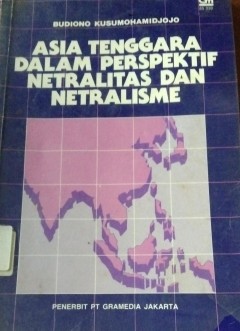 BUDIONO KUSUMOHAMIDJOJO
ASIA TENGGARA
DALAM PERSPEKTIF
NETRALITAS DAN
NETRALISME
PENERBIT PT GRAMEDIA JAKARTA